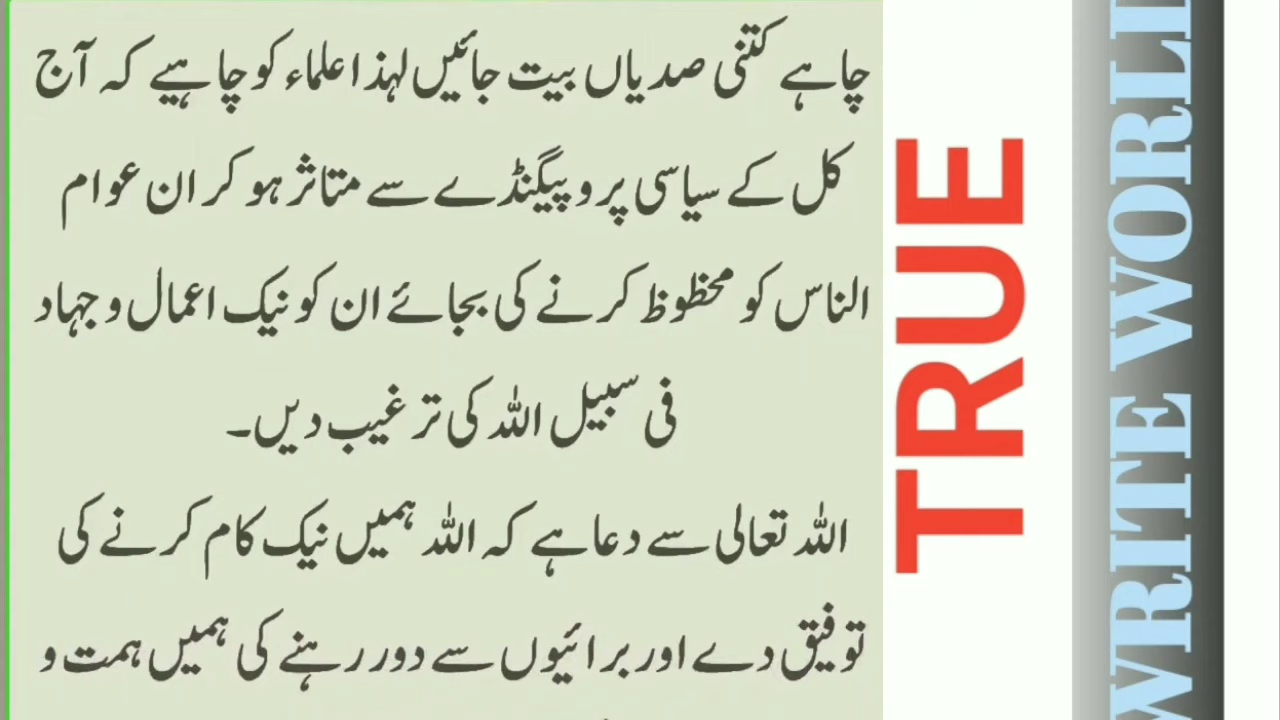 چاہے کتنی صدیاں بیت جائیں لہذا علماء کو چاہیے کہ آج
کل کے سیاسی پروپیگنڈے سے متاثر ہو کر ان عوام
الناس کو محظوظ کرنے کی بجائے ان کو نیک اعمال و جہاد
فی سبیل اللہ کی ترغیب دیں۔
اللہ تعالی سے دعا ہے کہ اللہ ہمیں نیک کام کرنے کی
توفیق دے اور برائیوں سے دور رہنے کی ہمیں ہمت و
TRUE
WRITE WORL